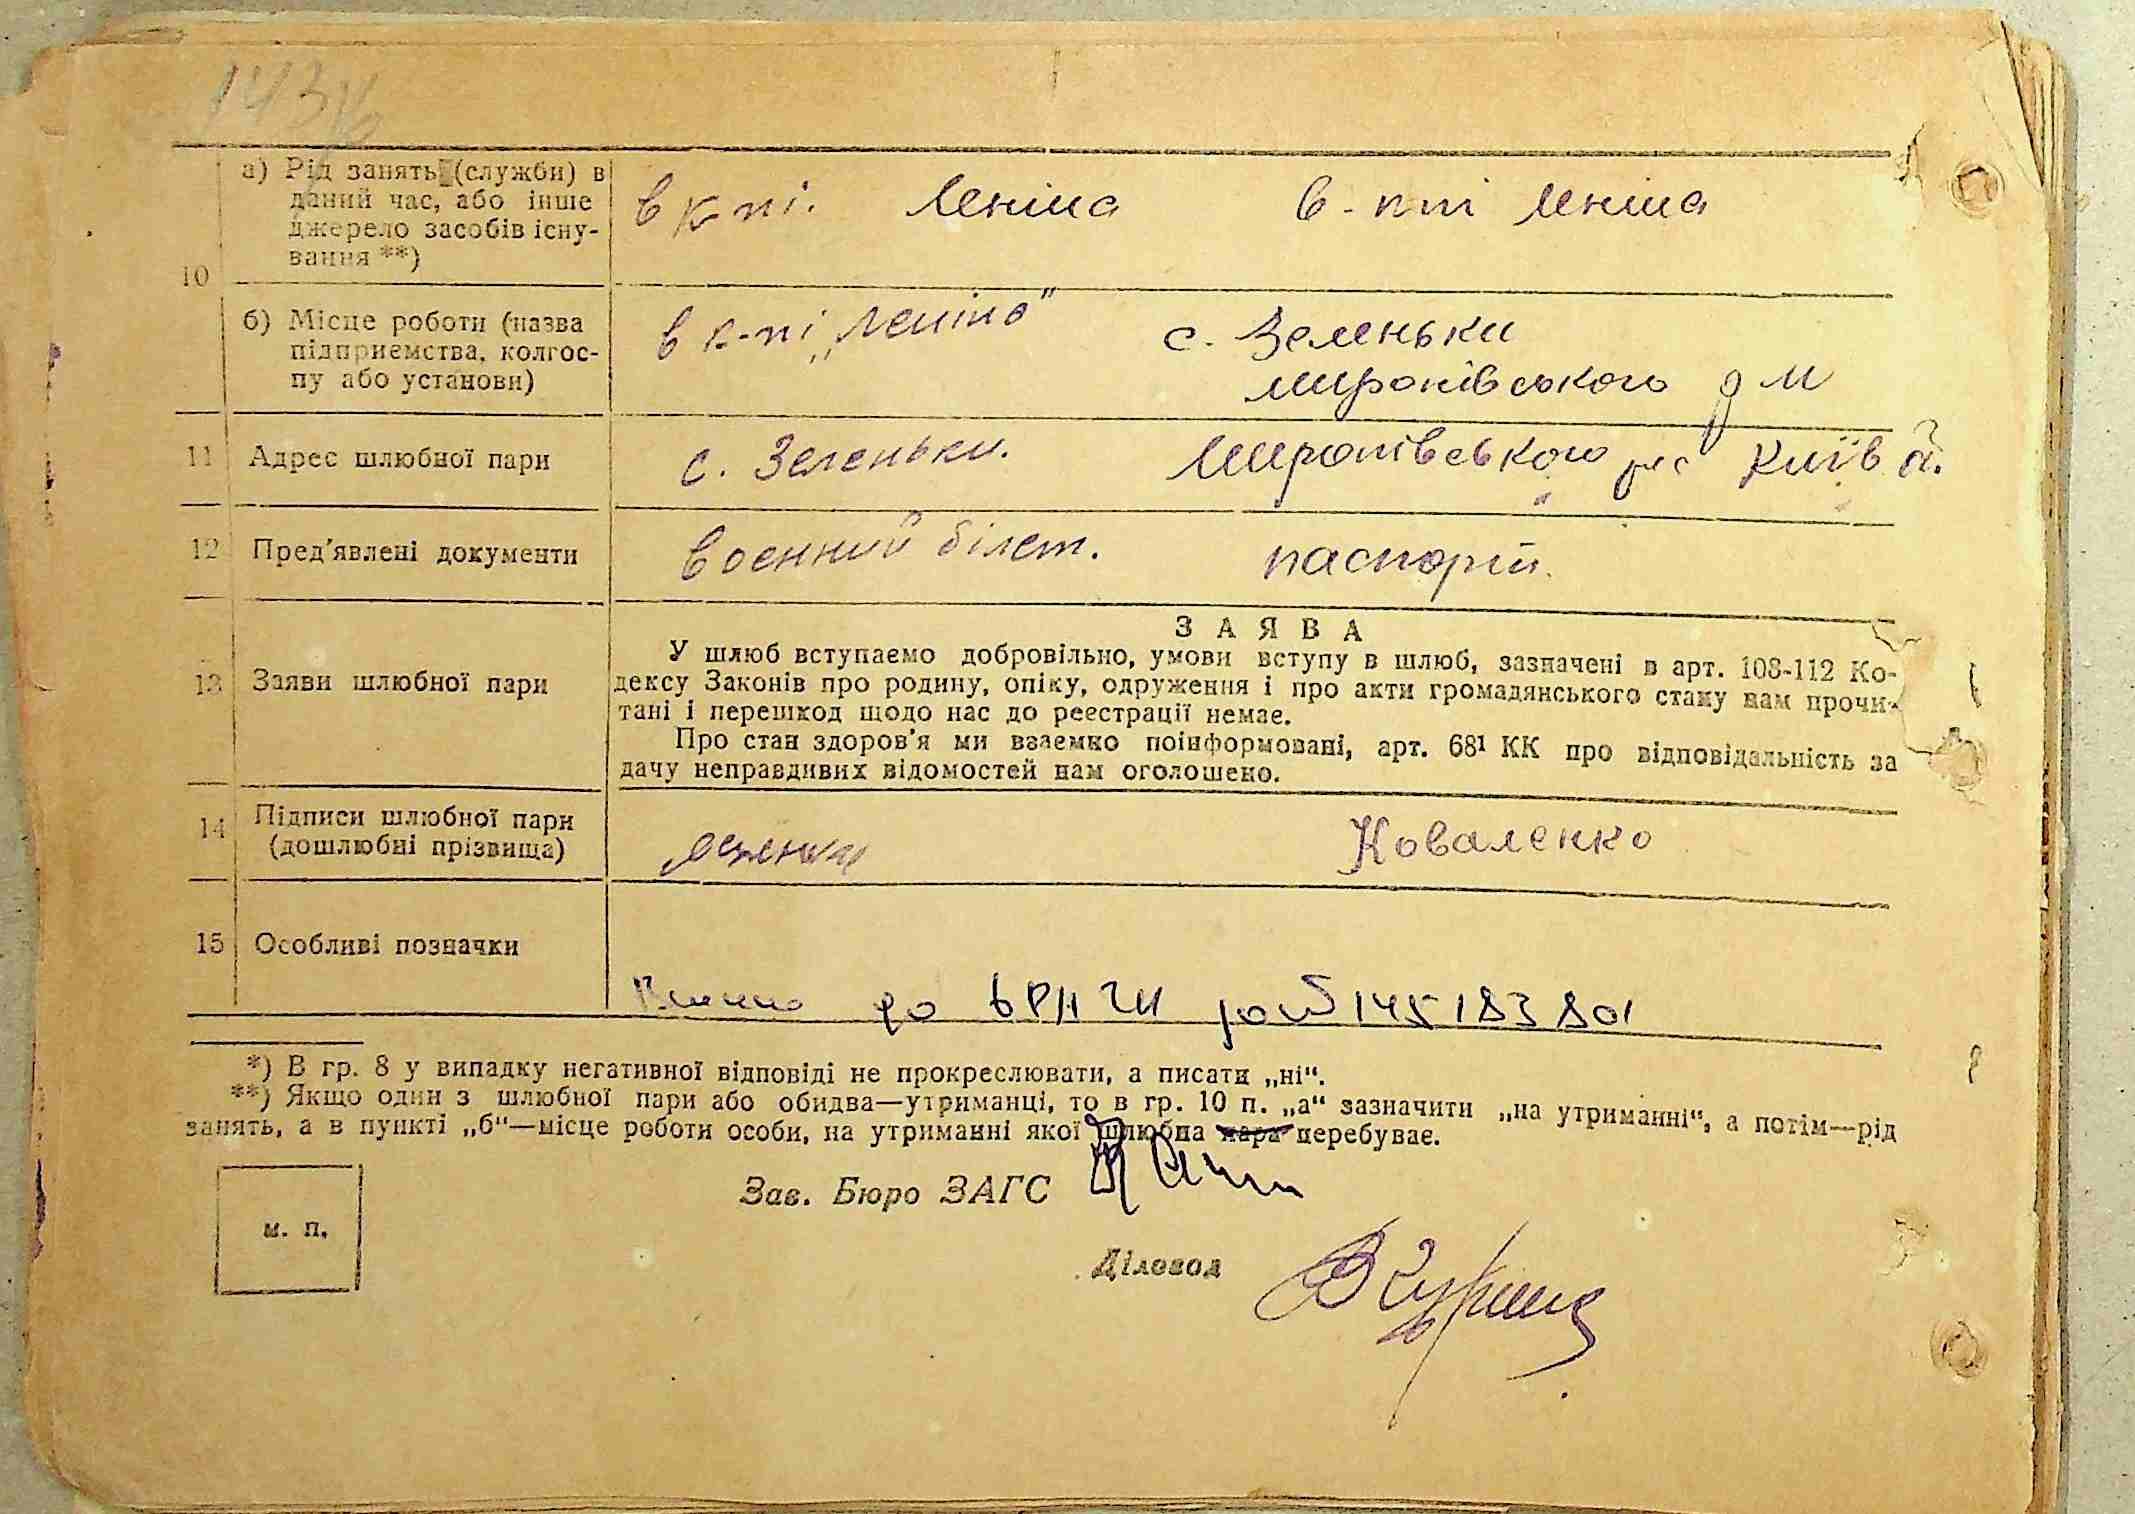 а) Рід занять (служби) в даний час, або інше джерело засобів існування **)
в к-пі. Леніна
в-ппі Леніна
10
б) Місце роботи (назва підприємства, колгоспу або установи)
в к-пі „Леніна"
с. Зеленьки
миронівського р м
11 Адрес шлюбної пари
с. Зеленьки. Миронівського Київ
12 Пред'явлені документи
военний білет. паспорт.
13 Заяви шлюбної пари
ЗАЯВА
У шлюб вступаємо добровільно, умови вступу в шлюб, зазначені в арт. 108-112 Ко-
дексу Законів про родину, опіку, одруження і про акти громадянського стану нам прочи-
тані і перешкод щодо нас до реєстрації немає.
Про стан здоров'я ми взаємно поінформовані, арт. 68¹ КК про відповідальність за
дачу неправдивих відомостей нам оголошено.
14 Підписи шлюбної пари (дошлюбні прізвища)
Коваленко
15 Особливі позначки
до 14518380
*) В гр. 8 у випадку негативної відповіді не прокреслювати, а писати „ні“.
**) Якщо один з шлюбної пари або обидва—утриманці, то в гр. 10 п. „а“ зазначити „на утриманні“, а потім—рід
занять, а в пункті „б“—місце роботи особи, на утриманні якої шлюбна пара перебуває.
Зав. Бюро ЗАГС
м. п.
Діловод